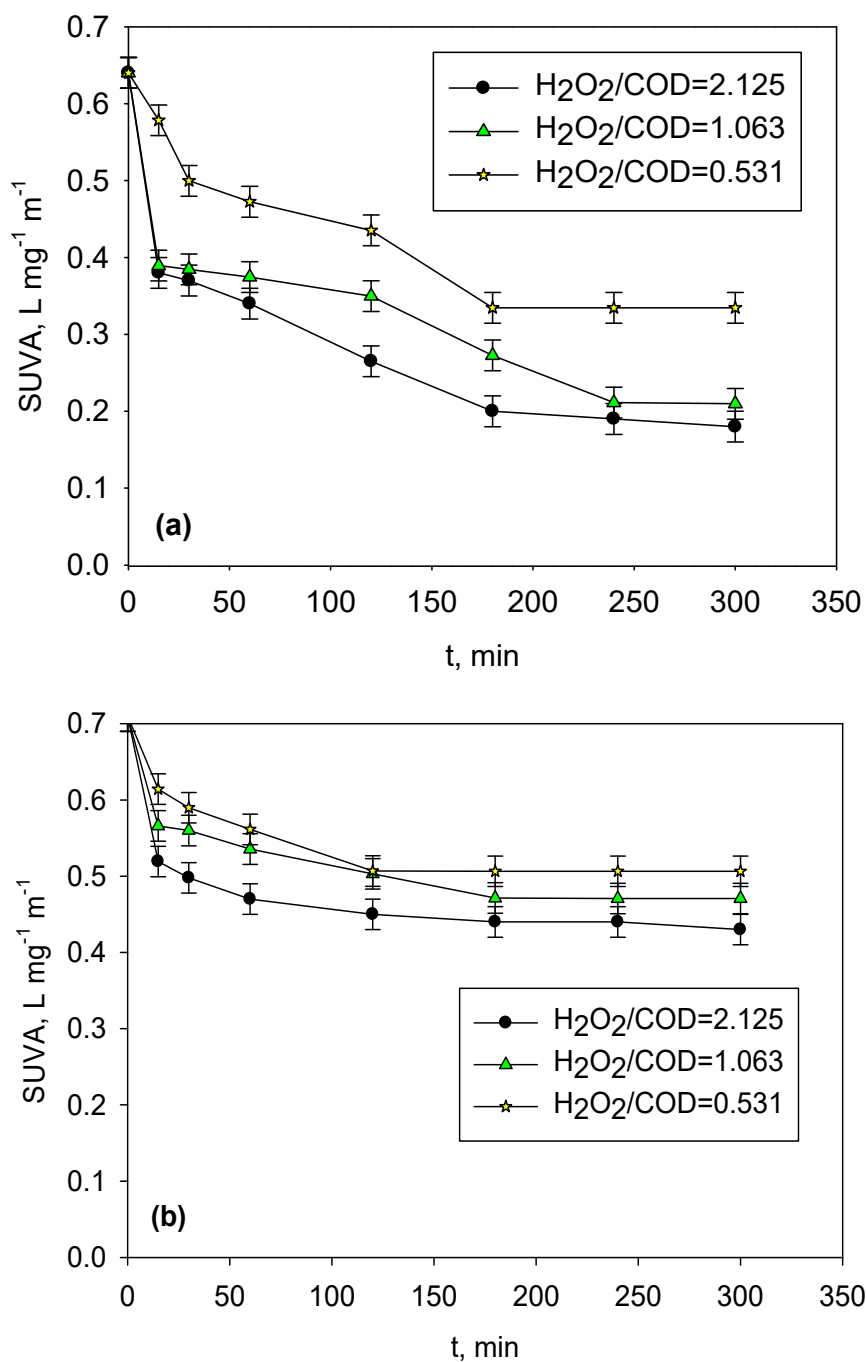 0.7
0.6
0.5
0.4
0.3
0.2
0.1
0.0
SUVA, L mg-1 m-1
H2O2/COD=2.125
H2O2/COD=1.063
H2O2/COD=0.531
(a)
0 50 100 150 200 250 300 350
t, min
0.7
0.6
0.5
0.4
0.3
0.2
0.1
0.0
SUVA, L mg-1 m-1
H2O2/COD=2.125
H2O2/COD=1.063
H2O2/COD=0.531
(b)
0 50 100 150 200 250 300 350
t, min